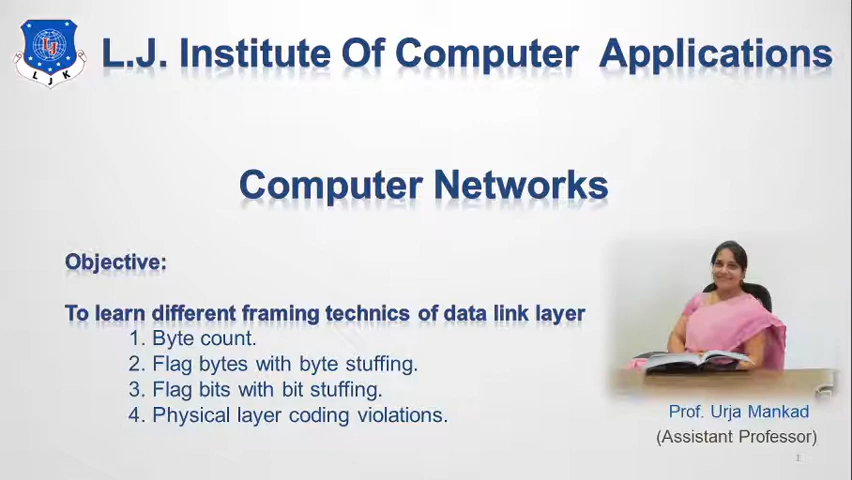 LJ
L J K
L.J. Institute Of Computer Applications
Computer Networks
Objective:
To learn different framing technics of data link layer
1. Byte count.
2. Flag bytes with byte stuffing.
3. Flag bits with bit stuffing.
4. Physical layer coding violations.
Prof. Urja Mankad
(Assistant Professor)
1